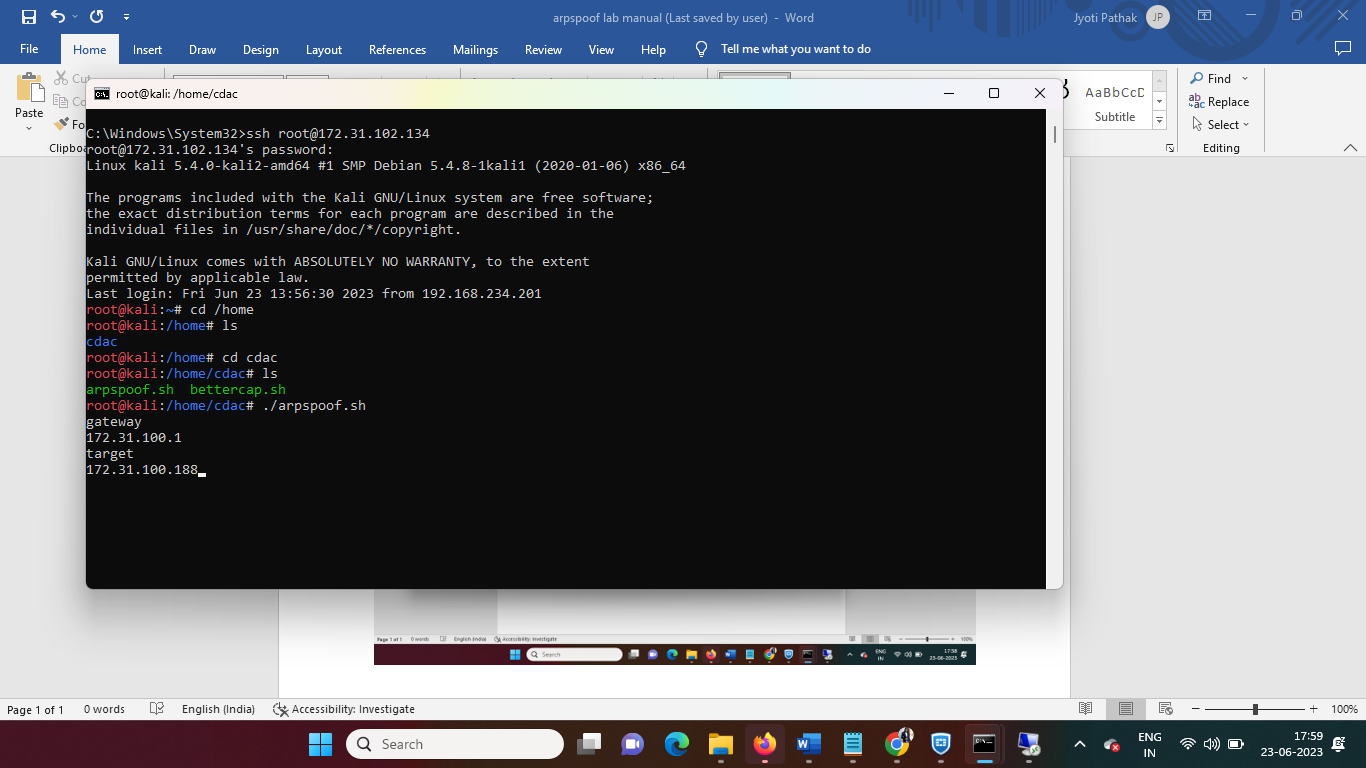 arpspoof lab manual (Last saved by user) - Word
Jyoti Pathak
JP
File Home Insert Draw Design Layout References Mailings Review View Help Tell me what you want to do
Paste
Cut
Find
Replace
Select
Editing
AaBbCcD
Subtitle
root@kali: /home/cdac
C:\Windows\System32>ssh root@172.31.102.134
root@172.31.102.134's password:
Linux kali 5.4.0-kali2-amd64 #1 SMP Debian 5.4.8-1kali1 (2020-01-06) x86_64
The programs included with the Kali GNU/Linux system are free software;
the exact distribution terms for each program are described in the
individual files in /usr/share/doc/*/copyright.
Kali GNU/Linux comes with ABSOLUTELY NO WARRANTY, to the extent
permitted by applicable law.
Last login: Fri Jun 23 13:56:30 2023 from 192.168.234.201
root@kali:~# cd /home
root@kali:/home# ls
cdac
root@kali:/home# cd cdac
root@kali:/home/cdac# ls
arpspoof.sh bettercap.sh
root@kali:/home/cdac# ./arpspoof.sh
gateway
172.31.100.1
target
172.31.100.188
Page 1 of 1 0 words English (India) Accessibility: Investigate 100%
Search ENG IN 17:58 23-06-2023
Page 1 of 1 0 words English (India) Accessibility: Investigate 100%
Search
ENG
IN
17:59
23-06-2023